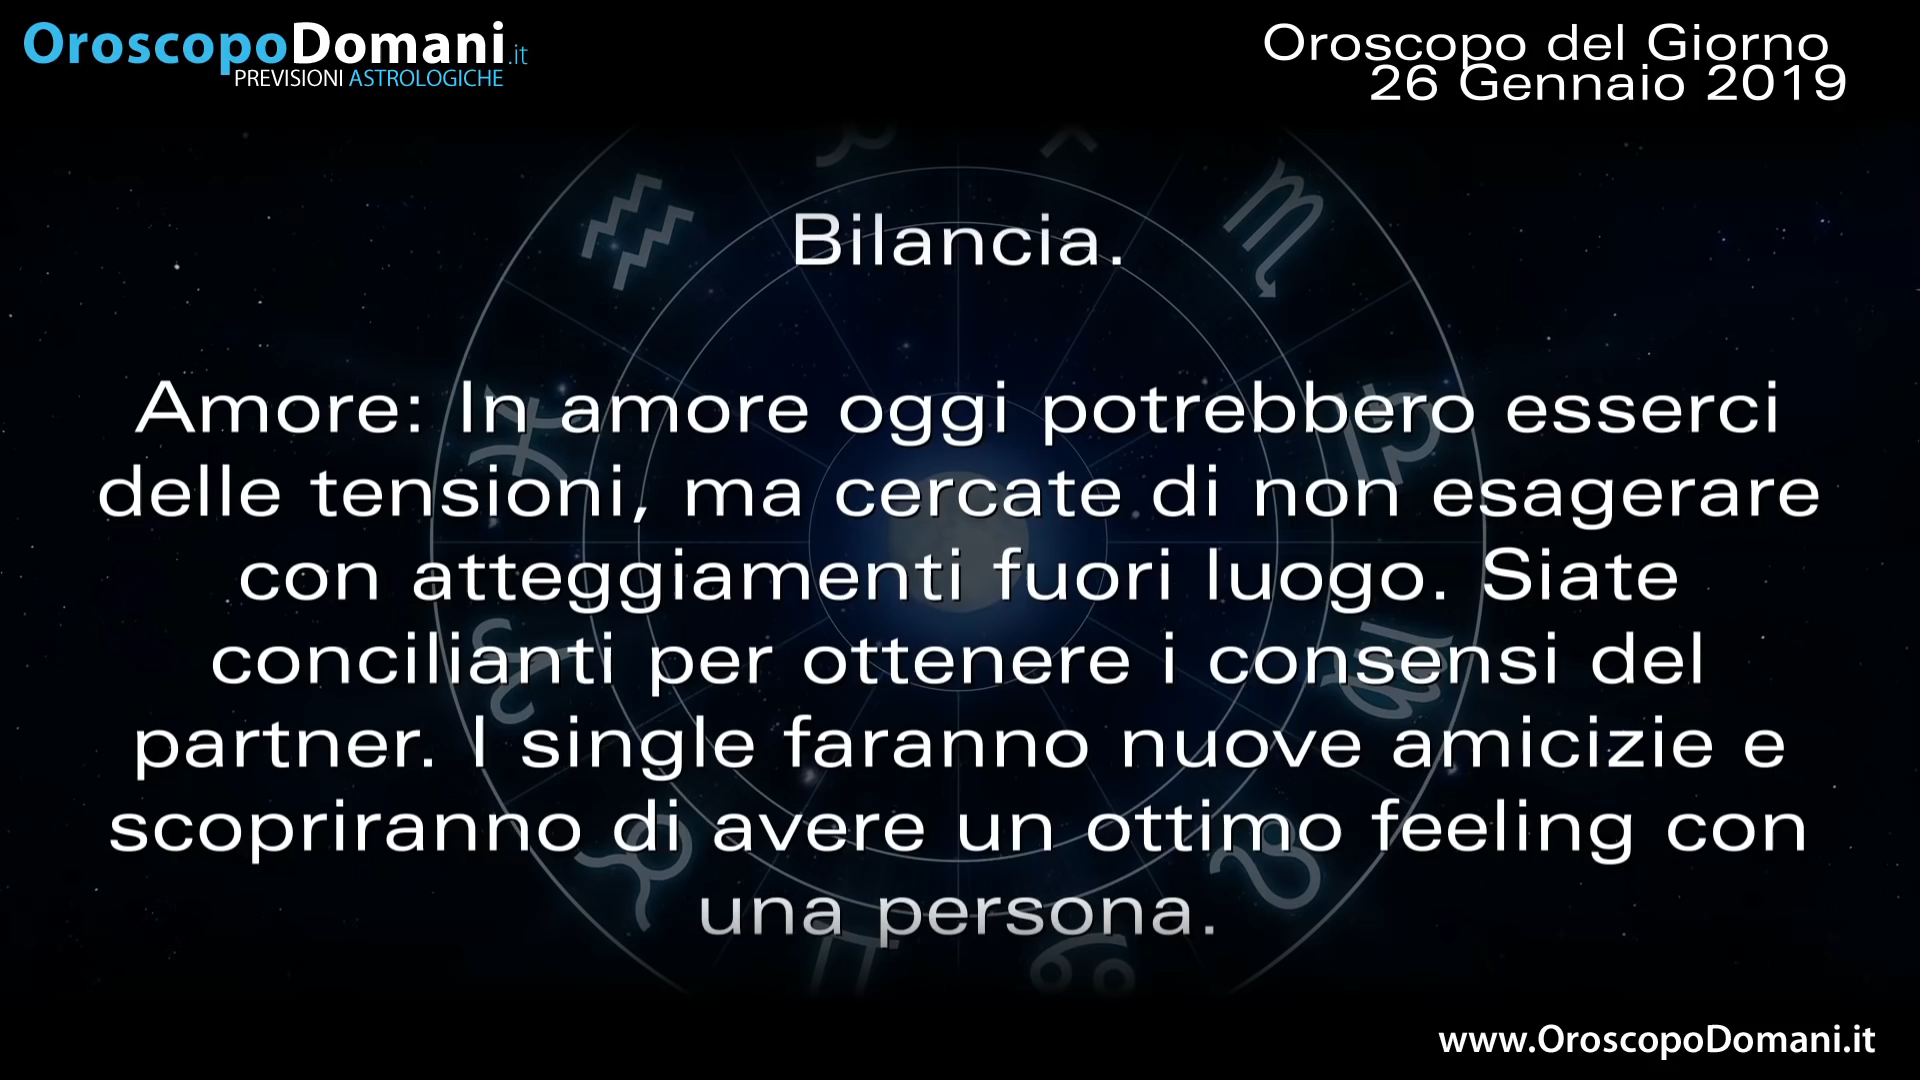 OroscopoDomani.it
PREVISIONI ASTROLOGICHE
Oroscopo del Giorno
26 Gennaio 2019
Bilancia.
Amore: In amore oggi potrebbero esserci
delle tensioni, ma cercate di non esagerare
con atteggiamenti fuori luogo. Siate
concilianti per ottenere i consensi del
partner. I single faranno nuove amicizie e
scopriranno di avere un ottimo feeling con
una persona.
www.OroscopoDomani.it